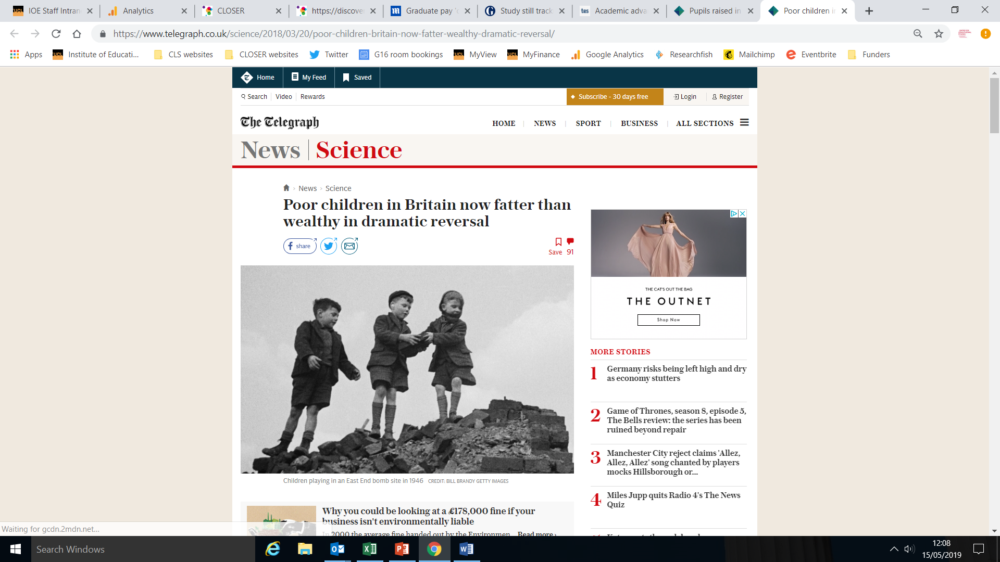 IOE Staff Intran
Analytics
CLOSER
https://discove
Graduate pay 'd
Study still track
tes Academic adva
Pupils raised in
Poor children in
https://www.telegraph.co.uk/science/2018/03/20/poor-children-britain-now-fatter-wealthy-dramatic-reversal/
Apps
Institute of Educati...
CLS websites
CLOSER websites
Twitter
G16 room bookings
MyView
MyFinance
Google Analytics
Researchfish
Mailchimp
Eventbrite
Funders
Home
My Feed
Saved
Search
Video
Rewards
Subscribe - 30 days free
Login
Register
The Telegraph
HOME
NEWS
SPORT
BUSINESS
ALL SECTIONS
News
Science
News › Science
Poor children in Britain now fatter than
wealthy in dramatic reversal
share
Save 91
Children playing in an East End bomb site in 1946 CREDIT: BILL BRANDY GETTY IMAGES
Why you could be looking at a £178,000 fine if your
business isn't environmentally liable
In 2000 the average fine handed out by the Environmen... Read more ›
THE CAT'S OUT THE BAG
THE OUTNET
Shop Now
MORE STORIES
1 Germany risks being left high and dry
as economy stutters
2 Game of Thrones, season 8, episode 5,
The Bells review: the series has been
ruined beyond repair
3 Manchester City reject claims 'Allez,
Allez, Allez' song chanted by players
mocks Hillsborough or...
4 Miles Jupp quits Radio 4's The News
Quiz
Waiting for gcdn.2mdn.net...
Search Windows
12:08
15/05/2019